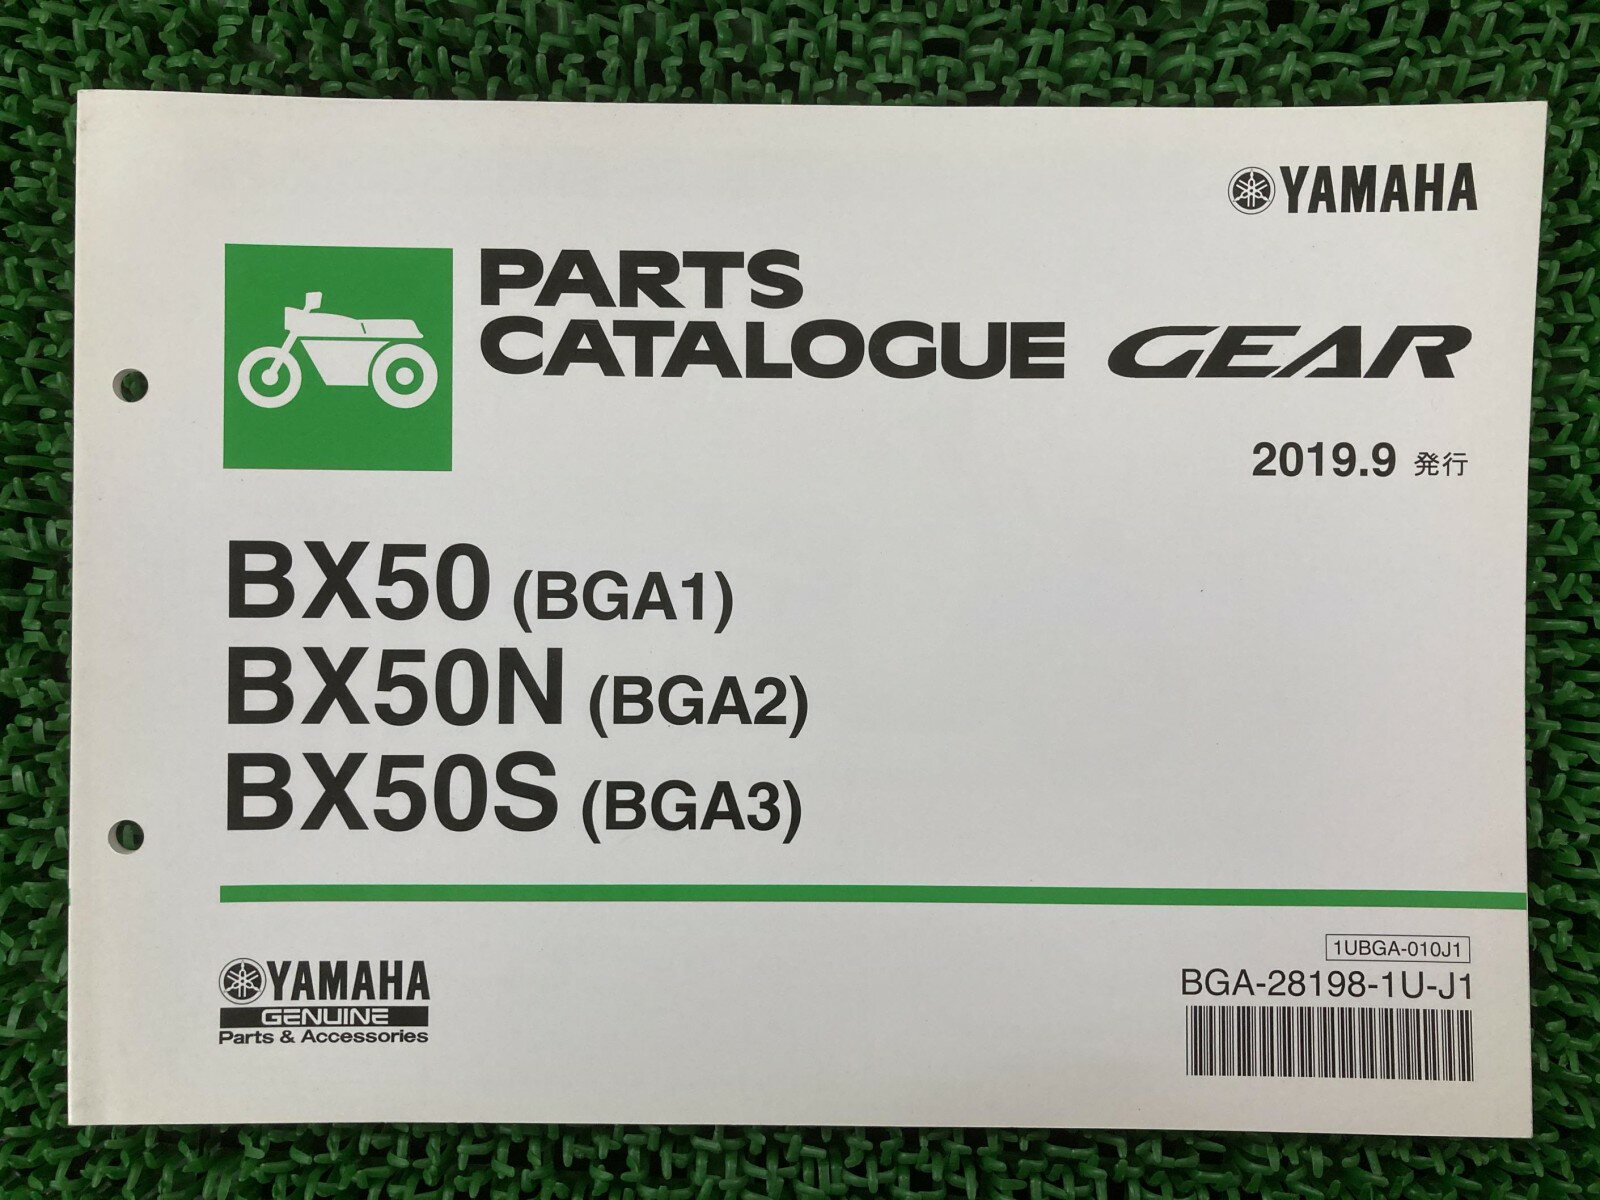 YAMAHA
PARTS
CATALOGUE GEAR
2019.9 発行
BX50 (BGA1)
BX50N (BGA2)
BX50S (BGA3)
1UBGA-010J1
BGA-28198-1U-J1
YAMAHA
GENUINE
Parts & Accessories